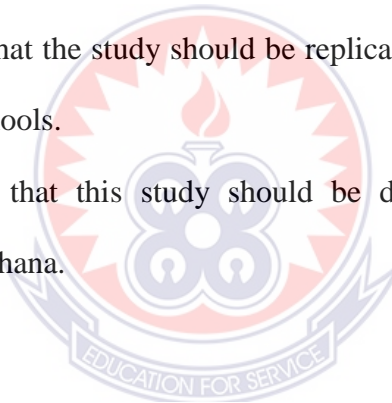 hat the study should be replica
ools.
that this study should be d
hana.
EDUCATION FOR SERVICE